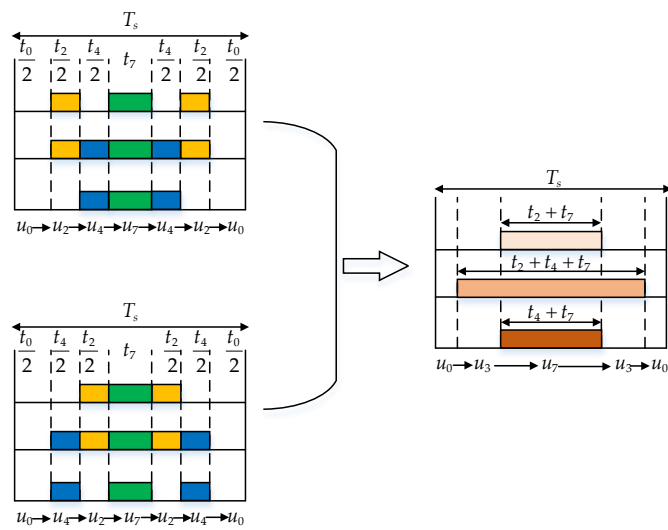 T_s
t_0/2 t_2/2 t_4/2 t_7 t_4/2 t_2/2 t_0/2
u_0→u_2→u_4→u_7→u_4→u_2→u_0
T_s
t_0/2 t_4/2 t_2/2 t_7 t_2/2 t_4/2 t_0/2
u_0→u_4→u_2→u_7→u_2→u_4→u_0
T_s
t_2 + t_7
t_2 + t_4 + t_7
t_4 + t_7
u_0→u_3→u_7→u_3→u_0